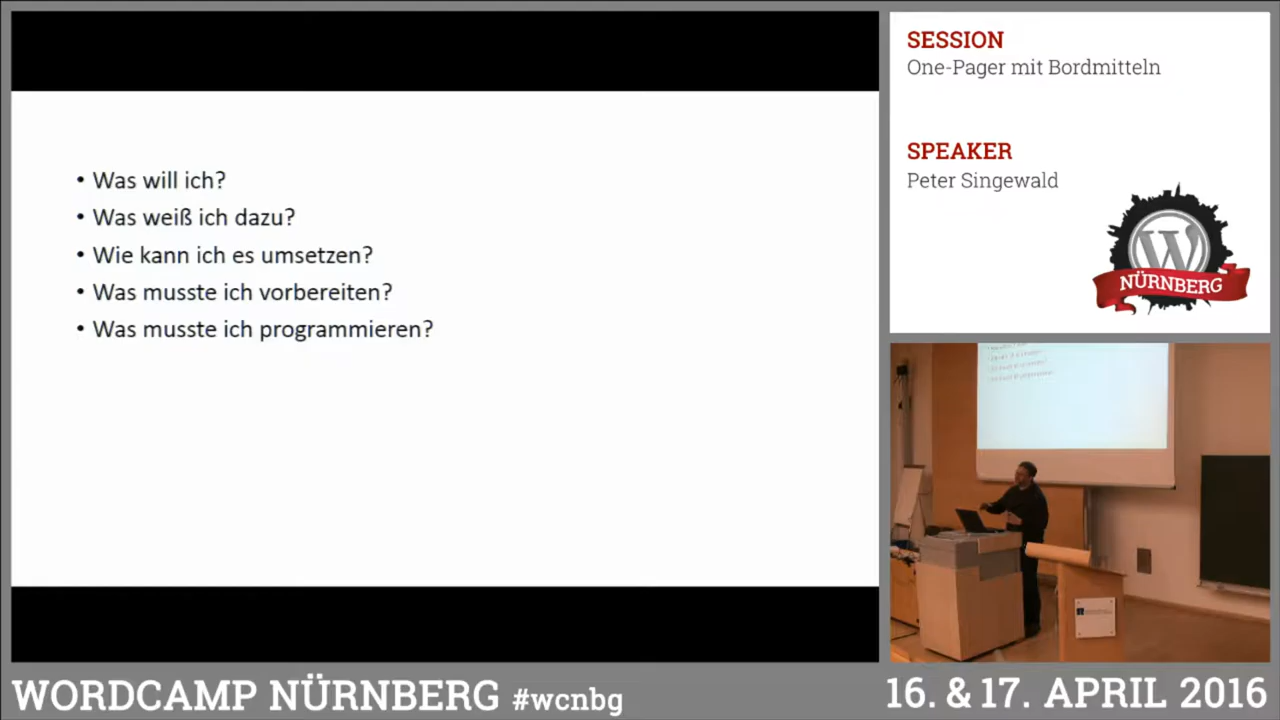 • Was will ich?
• Was weiß ich dazu?
• Wie kann ich es umsetzen?
• Was musste ich vorbereiten?
• Was musste ich programmieren?
SESSION
One-Pager mit Bordmitteln
SPEAKER
Peter Singewald
W
NÜRNBERG
WORDCAMP NÜRNBERG #wcnbg
16. & 17. APRIL 2016